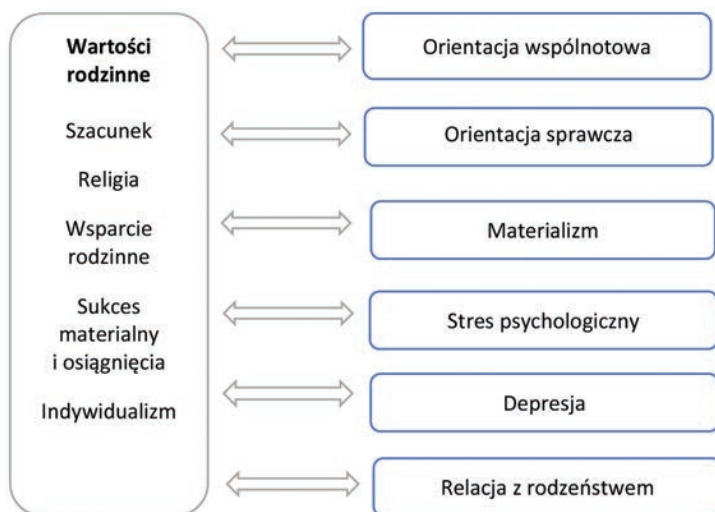 Wartości
rodzinne
Szacunek
Religia
Wsparcie
rodzinne
Sukces
materialny
i osiągnięcia
Indywidualizm
Orientacja wspólnotowa
Orientacja sprawcza
Materializm
Stres psychologiczny
Depresja
Relacja z rodzeństwem